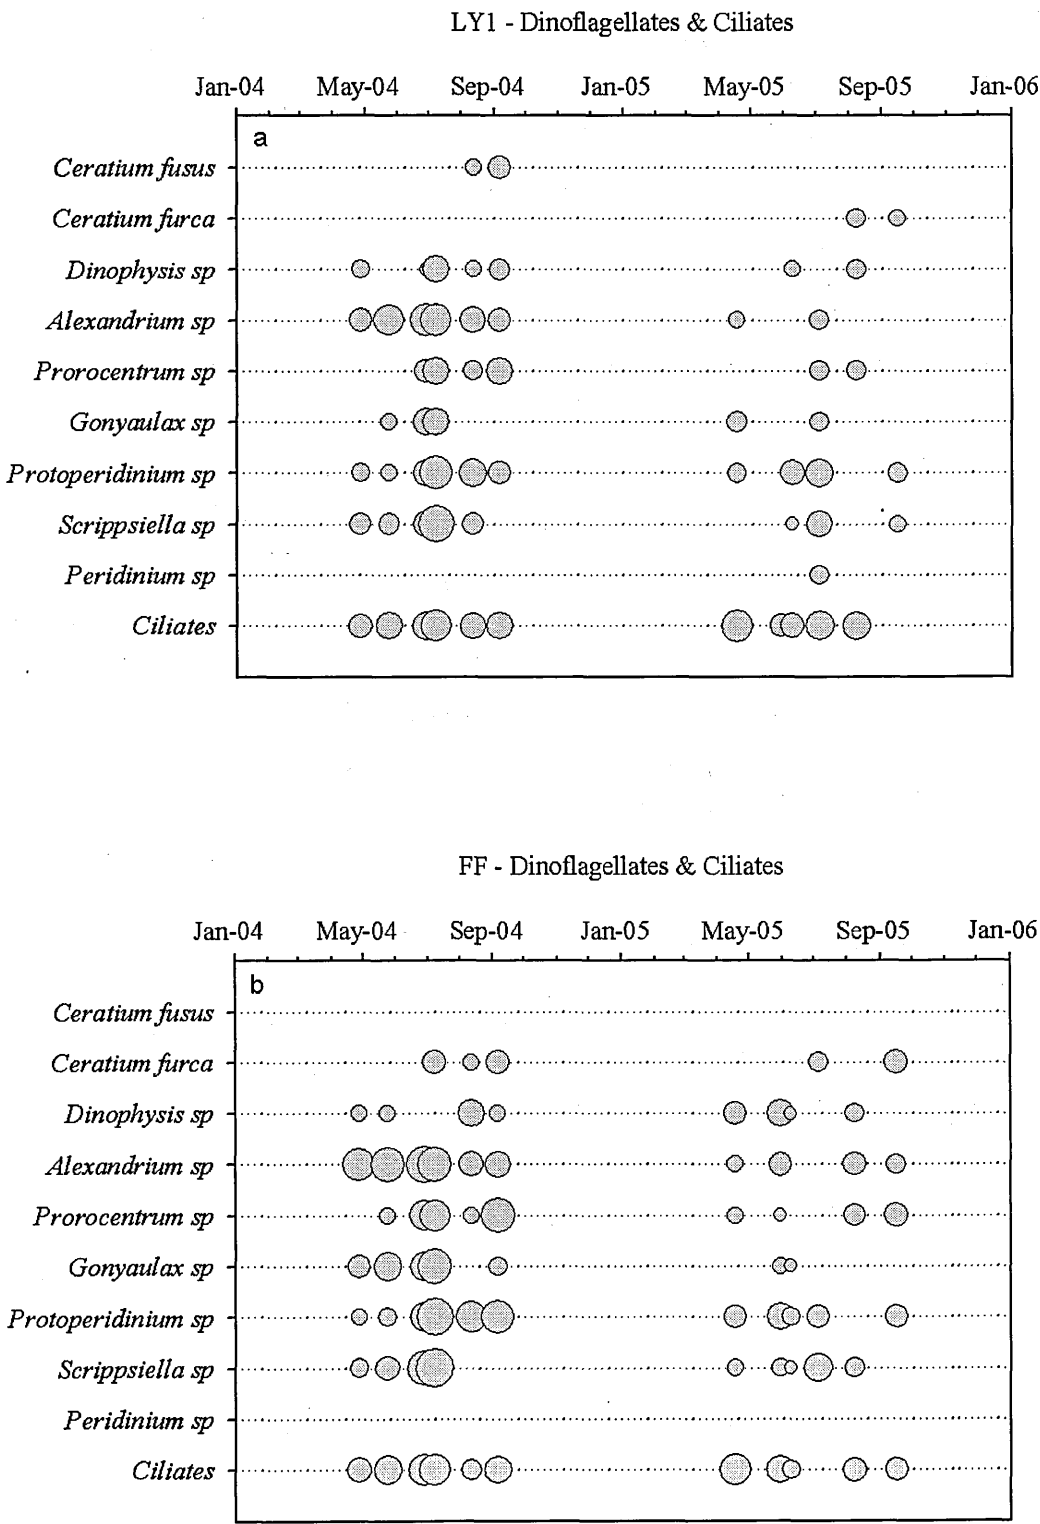 LY1 - Dinoflagellates & Ciliates
Jan-04 May-04 Sep-04 Jan-05 May-05 Sep-05 Jan-06
a
Ceratium fusus
Ceratium furca
Dinophysis sp
Alexandrium sp
Prorocentrum sp
Gonyaulax sp
Protoperidinium sp
Scrippsiella sp
Peridinium sp
Ciliates
FF - Dinoflagellates & Ciliates
Jan-04 May-04 Sep-04 Jan-05 May-05 Sep-05 Jan-06
b
Ceratium fusus
Ceratium furca
Dinophysis sp
Alexandrium sp
Prorocentrum sp
Gonyaulax sp
Protoperidinium sp
Scrippsiella sp
Peridinium sp
Ciliates